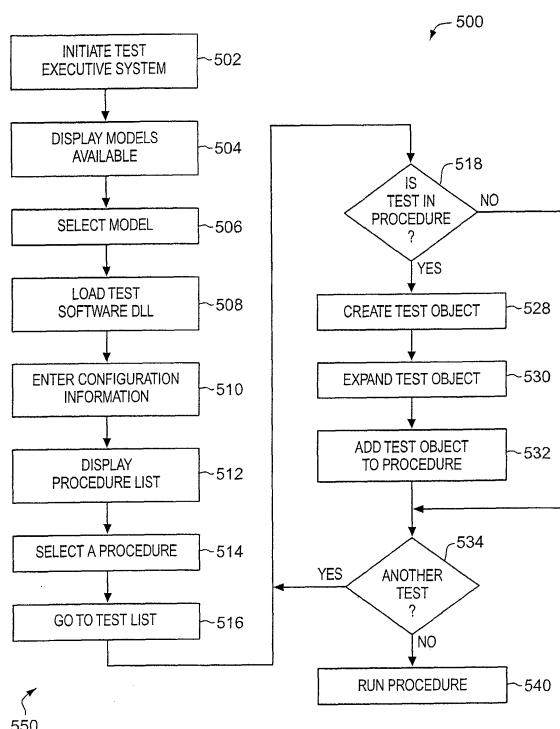 500
INITIATE TEST
EXECUTIVE SYSTEM
502
DISPLAY MODELS
AVAILABLE
504
SELECT MODEL
506
LOAD TEST
SOFTWARE DLL
508
ENTER CONFIGURATION
INFORMATION
510
DISPLAY
PROCEDURE LIST
512
SELECT A PROCEDURE
514
GO TO TEST LIST
516
550
518
IS
TEST IN
PROCEDURE
?
NO
YES
CREATE TEST OBJECT
528
EXPAND TEST OBJECT
530
ADD TEST OBJECT
TO PROCEDURE
532
534
YES
ANOTHER
TEST
?
NO
RUN PROCEDURE
540